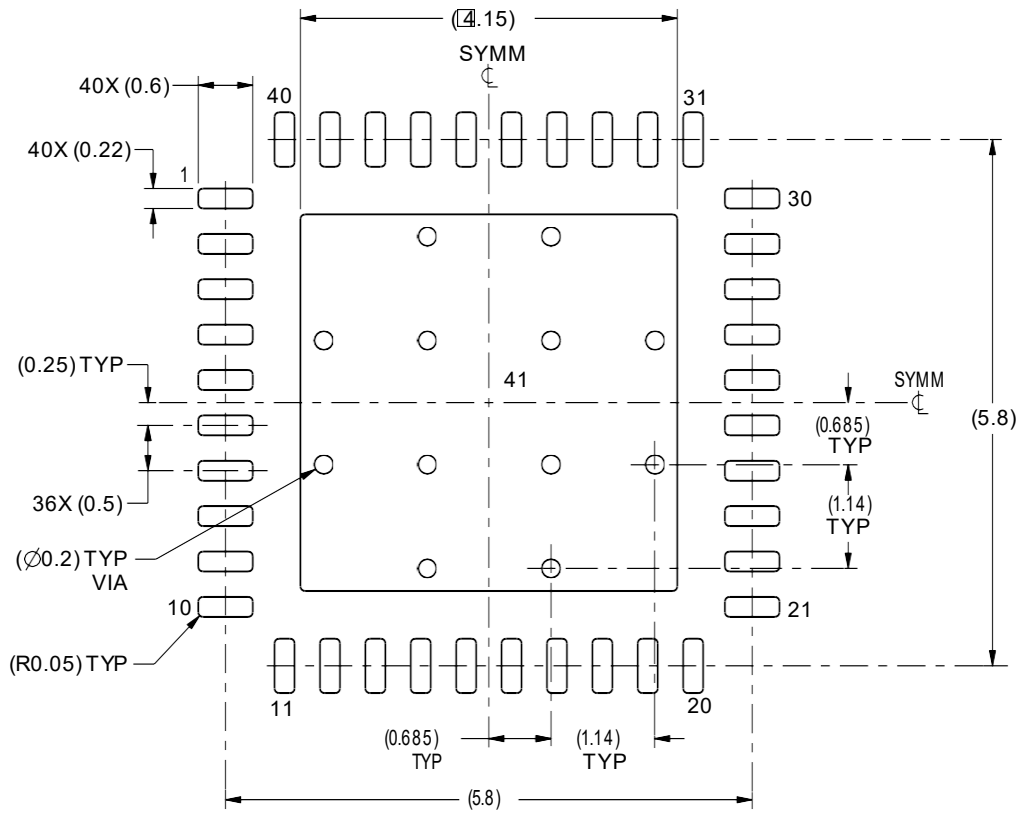 (□4.15)
SYMM
℄
40X (0.6)
40
31
40X (0.22)
1
30
(0.25) TYP
41
SYMM
℄
(0.685)
TYP
(5.8)
36X (0.5)
(1.14)
TYP
(∅0.2) TYP
VIA
10
21
(R0.05) TYP
11
20
(0.685)
TYP
(1.14)
TYP
(5.8)